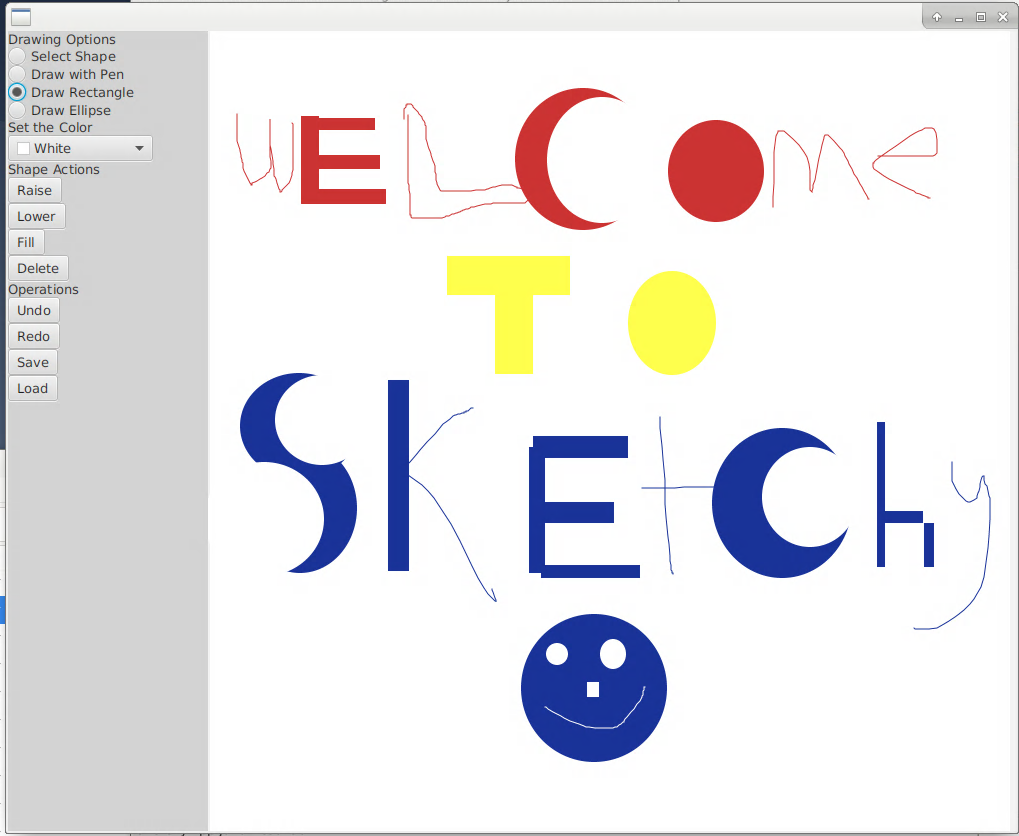 Drawing Options
Select Shape
Draw with Pen
Draw Rectangle
Draw Ellipse
Set the Color
White
Shape Actions
Raise
Lower
Fill
Delete
Operations
Undo
Redo
Save
Load
WELCOme
TO
SKEtChy